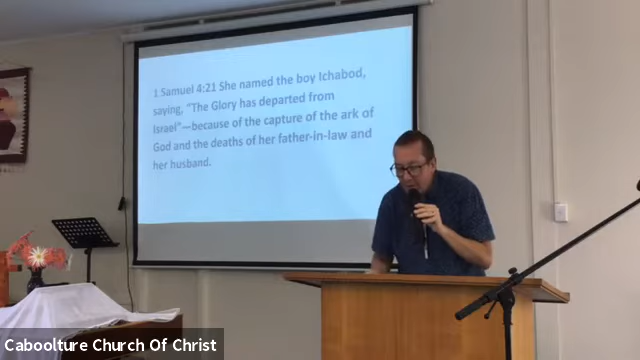 1 Samuel 4:21 She named the boy Ichabod,
saying, "The Glory has departed from
Israel"—because of the capture of the ark of
God and the deaths of her father-in-law and
her husband.
Caboolture Church Of Christ